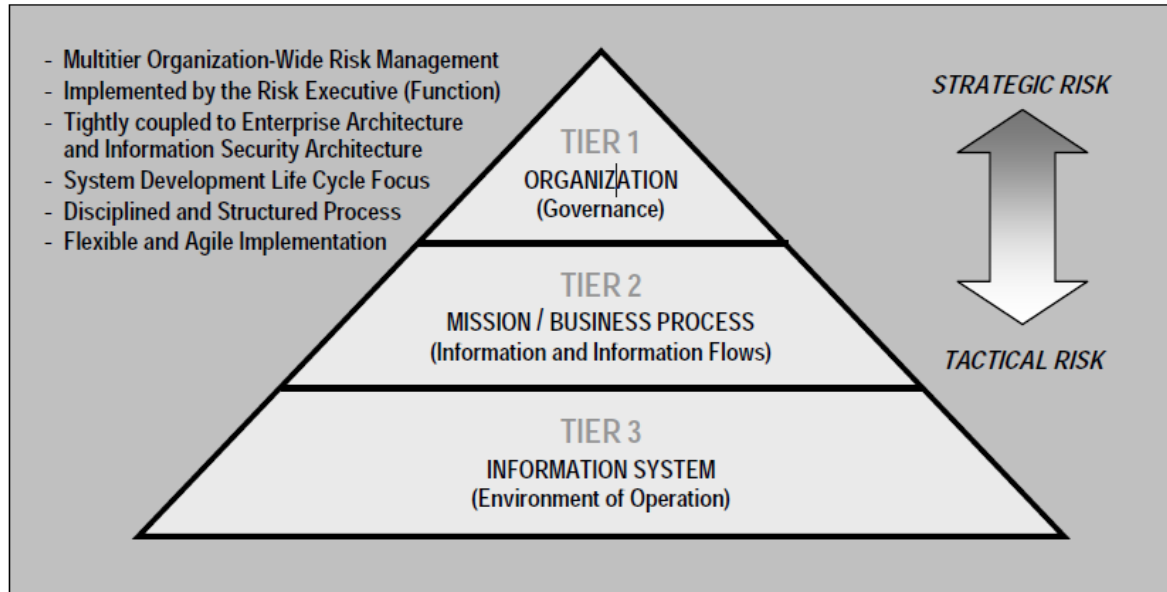 - Multitier Organization-Wide Risk Management
- Implemented by the Risk Executive (Function)
- Tightly coupled to Enterprise Architecture
and Information Security Architecture
- System Development Life Cycle Focus
- Disciplined and Structured Process
- Flexible and Agile Implementation
TIER 1
ORGANIZATION
(Governance)
TIER 2
MISSION / BUSINESS PROCESS
(Information and Information Flows)
TIER 3
INFORMATION SYSTEM
(Environment of Operation)
STRATEGIC RISK
TACTICAL RISK